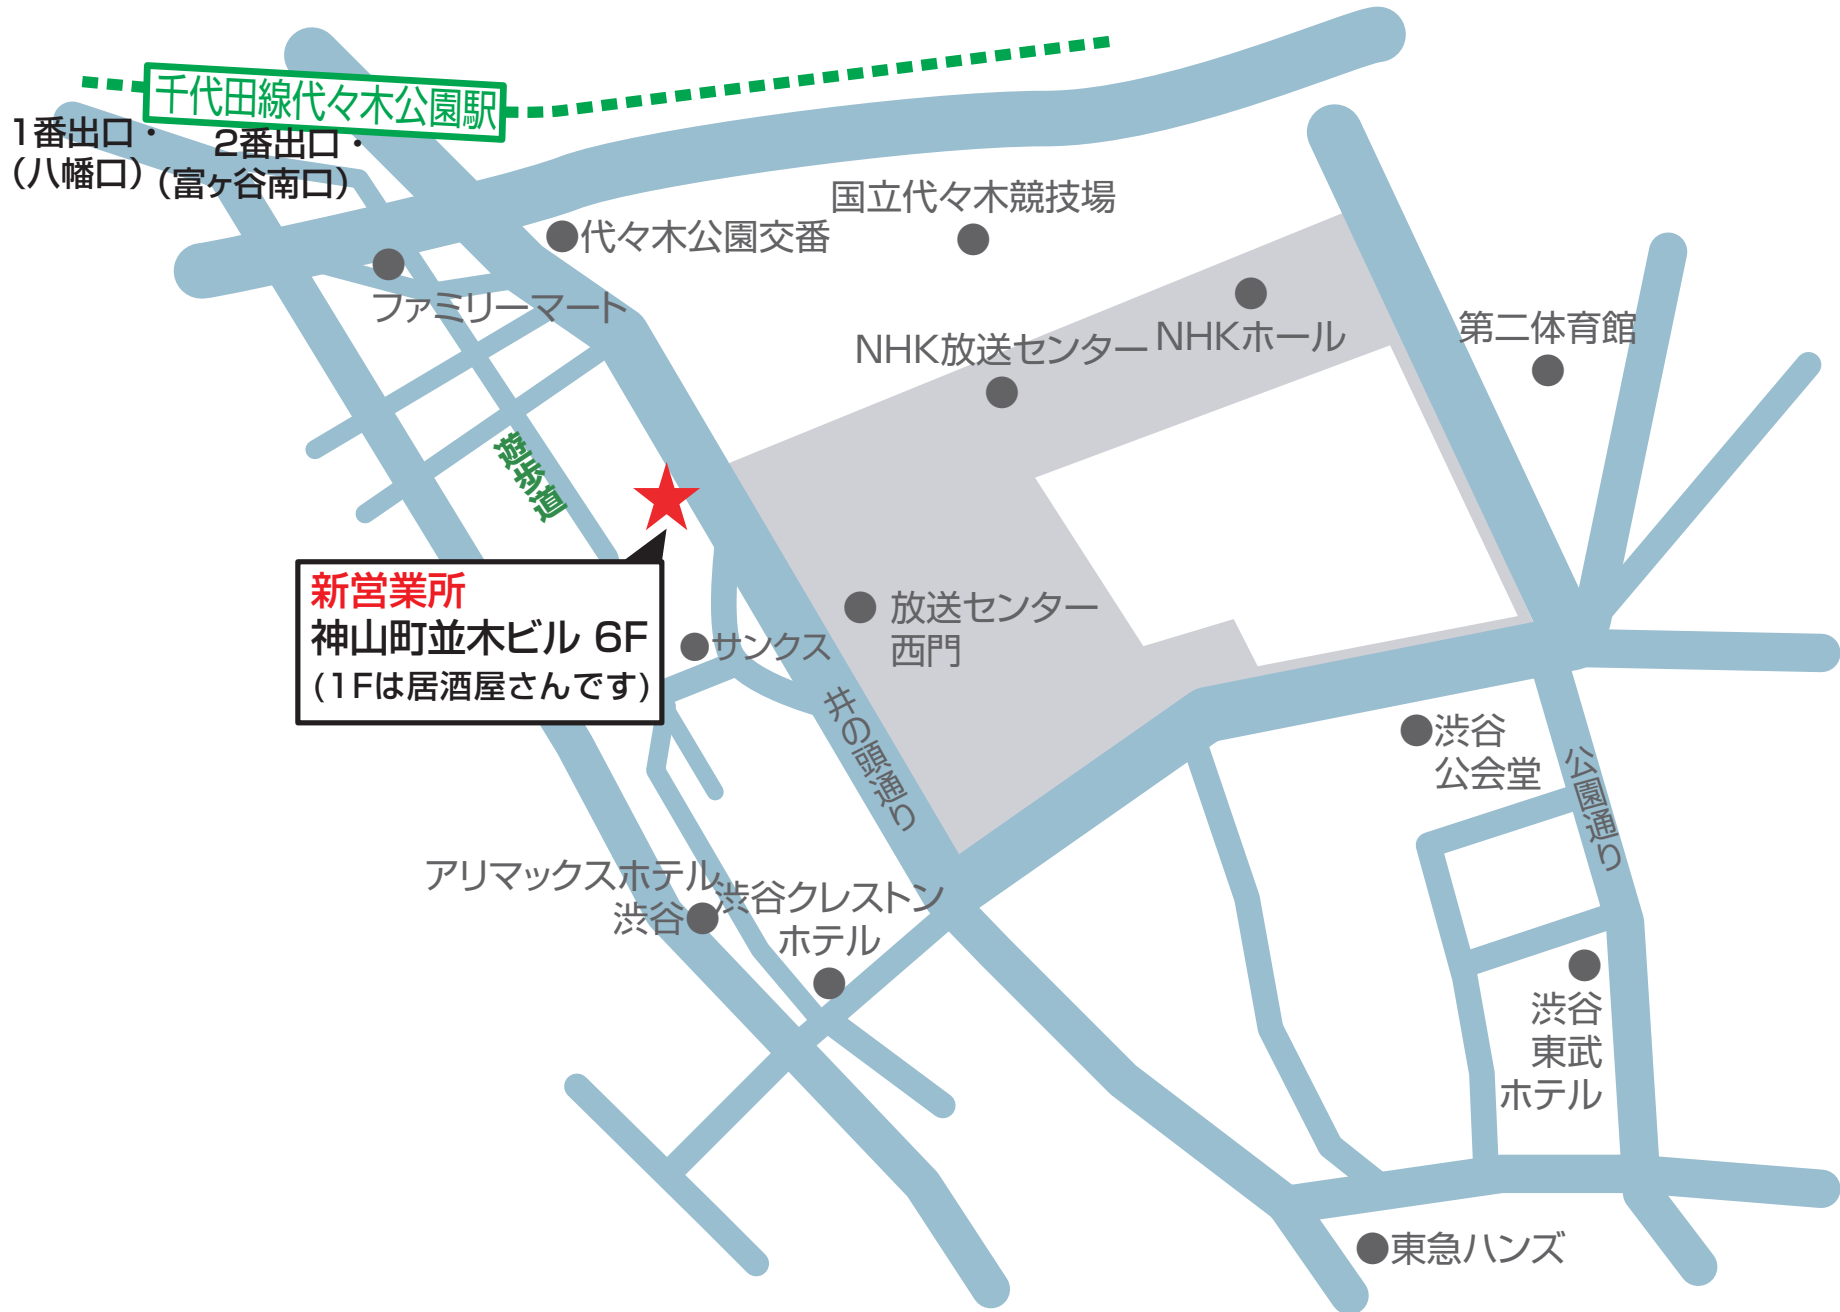 千代田線代々木公園駅
1番出口・
(八幡口)
2番出口・
(富ヶ谷南口)
代々木公園交番
国立代々木競技場
ファミリーマート
NHK放送センター
NHKホール
第二体育館
遊歩道
新営業所
神山町並木ビル 6F
(1Fは居酒屋さんです)
サンクス
放送センター
西門
井の頭通り
渋谷
公会堂
公園通り
アリマックスホテル
渋谷
渋谷クレストン
ホテル
渋谷
東武
ホテル
東急ハンズ